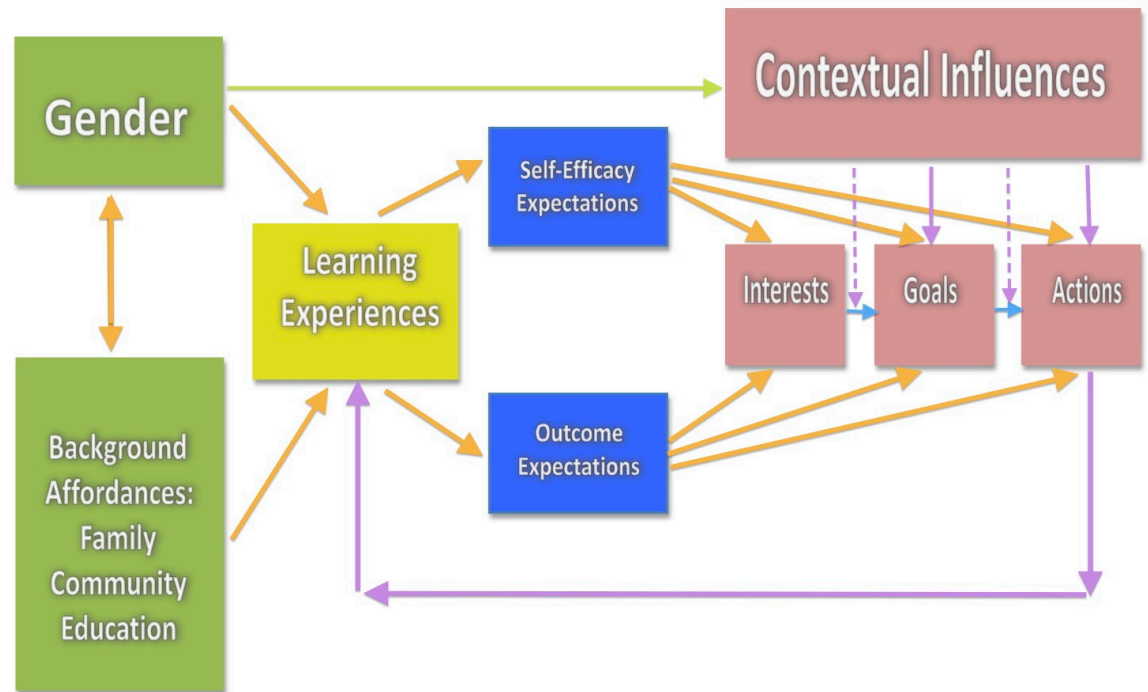 Gender
Contextual Influences
Self-Efficacy
Expectations
Learning
Experiences
Interests
Goals
Actions
Background
Affordances:
Family
Community
Education
Outcome
Expectations